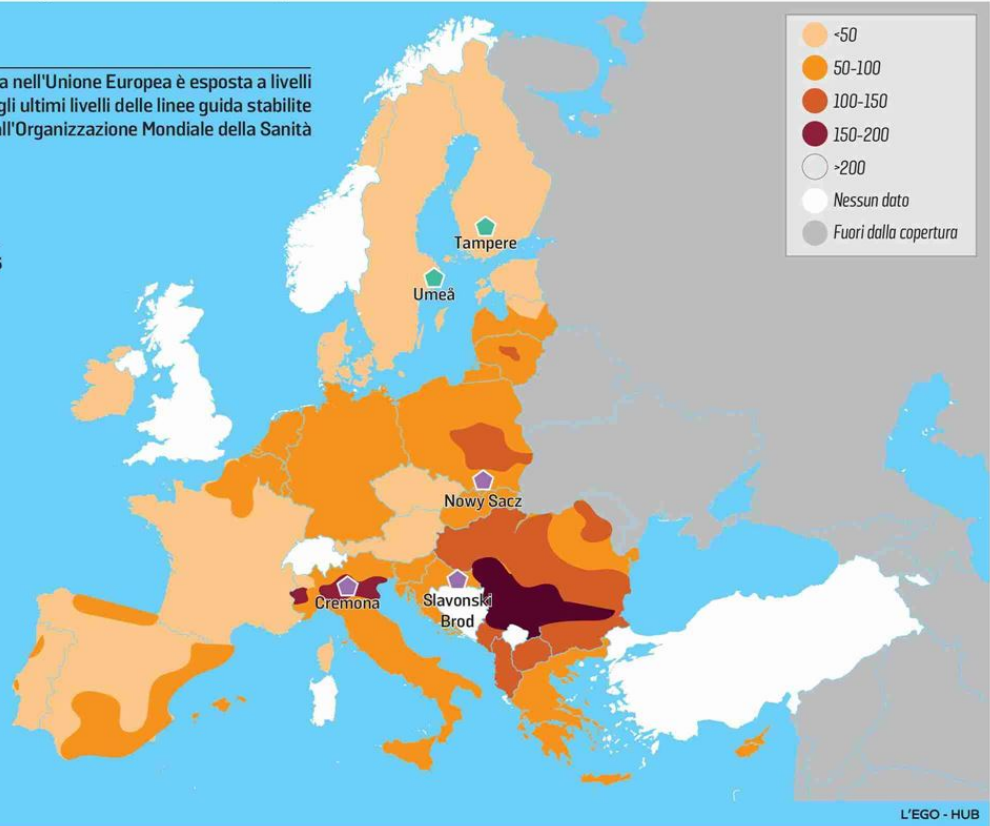 a nell'Unione Europea è esposta a livelli
gli ultimi livelli delle linee guida stabilite
all'Organizzazione Mondiale della Sanità
<50
50-100
100-150
150-200
>200
Nessun dato
Fuori dalla copertura
Tampere
Umeå
Nowy Sacz
Cremona
Slavonski
Brod
L'EGO - HUB